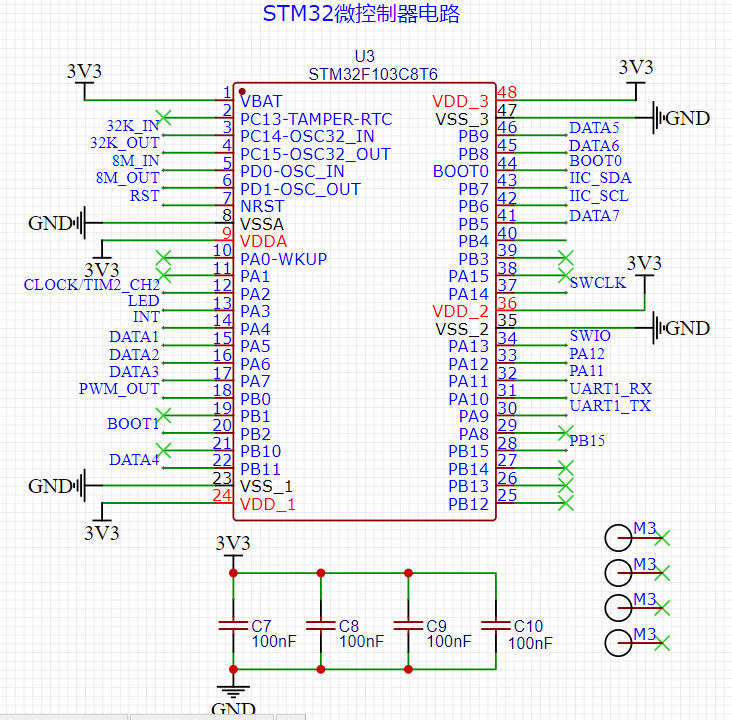 STM32微控制器电路
U3
STM32F103C8T6
3V3
3V3
1 VBAT
2 PC13-TAMPER-RTC
32K_IN 3 PC14-OSC32_IN
32K_OUT 4 PC15-OSC32_OUT
8M_IN 5 PD0-OSC_IN
8M_OUT 6 PD1-OSC_OUT
RST 7 NRST
GND 8 VSSA
3V3 9 VDDA
10 PA0-WKUP
11 PA1
CLOCK/TIM2_CH2 12 PA2
LED 13 PA3
INT 14 PA4
DATA1 15 PA5
DATA2 16 PA6
DATA3 17 PA7
PWM_OUT 18 PB0
19 PB1
BOOT1 20 PB2
21 PB10
DATA4 22 PB11
GND 23 VSS_1
3V3 24 VDD_1
VDD_3 48
VSS_3 47 GND
PB9 46 DATA5
PB8 45 DATA6
BOOT0 44 BOOT0
PB7 43 IIC_SDA
PB6 42 IIC_SCL
PB5 41 DATA7
PB4 40
PB3 39
PA15 38
PA14 37 SWCLK
VDD_2 36 3V3
VSS_2 35 GND
PA13 34 SWIO
PA12 33 PA12
PA11 32 PA11
PA10 31 UART1_RX
PA9 30 UART1_TX
PA8 29
PB15 28 PB15
PB14 27
PB13 26
PB12 25
3V3
C7
100nF
C8
100nF
C9
100nF
C10
100nF
GND
M3
M3
M3
M3